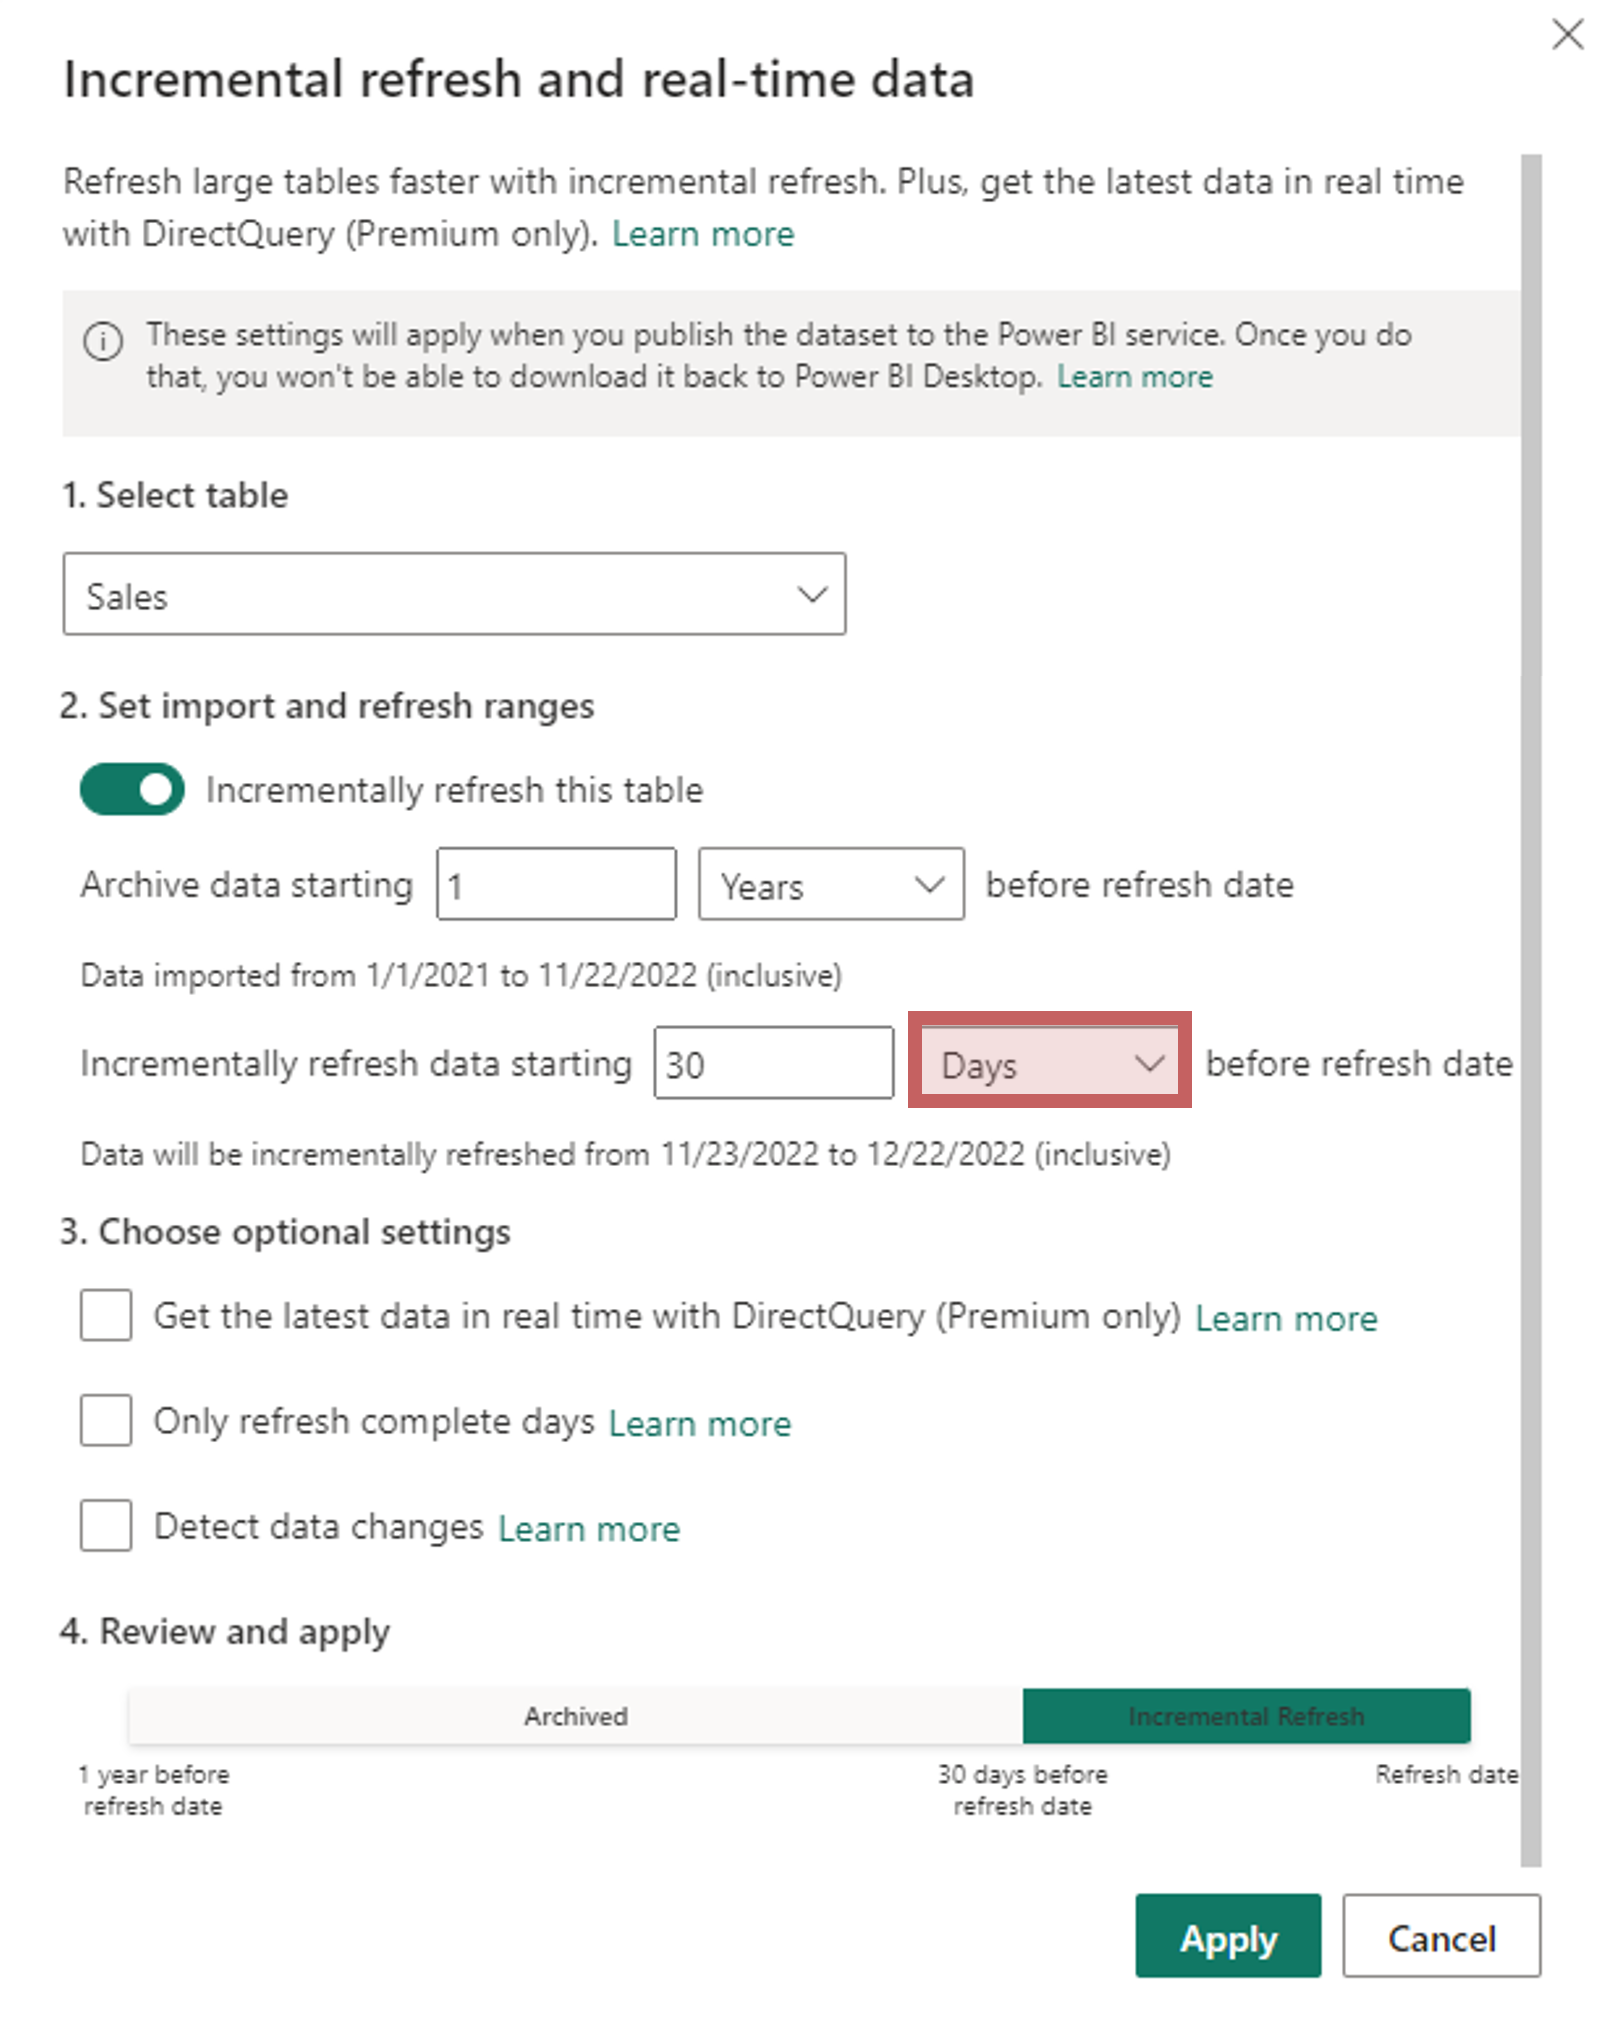 Incremental refresh and real-time data
Refresh large tables faster with incremental refresh. Plus, get the latest data in real time
with DirectQuery (Premium only). Learn more
These settings will apply when you publish the dataset to the Power BI service. Once you do
that, you won't be able to download it back to Power BI Desktop. Learn more
1. Select table
Sales
2. Set import and refresh ranges
Incrementally refresh this table
Archive data starting 1 Years before refresh date
Data imported from 1/1/2021 to 11/22/2022 (inclusive)
Incrementally refresh data starting 30 Days before refresh date
Data will be incrementally refreshed from 11/23/2022 to 12/22/2022 (inclusive)
3. Choose optional settings
Get the latest data in real time with DirectQuery (Premium only) Learn more
Only refresh complete days Learn more
Detect data changes Learn more
4. Review and apply
Archived Incremental Refresh
1 year before 30 days before Refresh date
refresh date refresh date
Apply Cancel